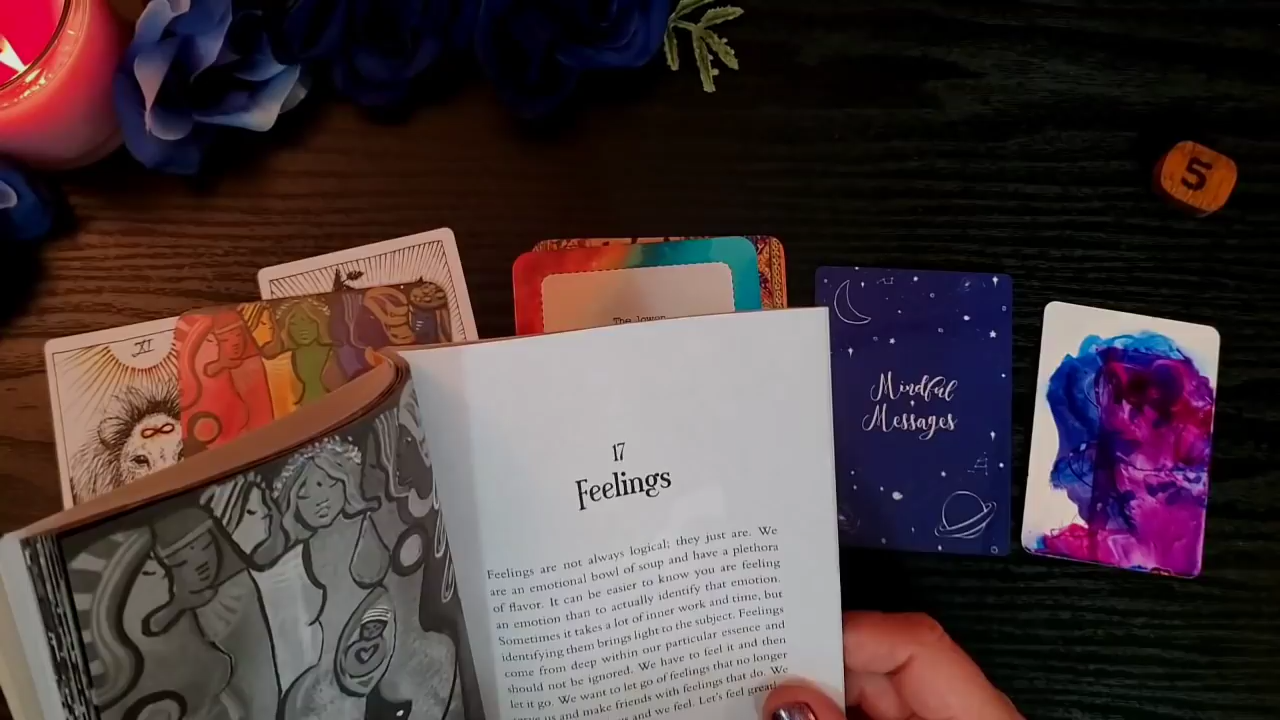 5
XI
The lower
Mindful
Messages
17
Feelings
Feelings are not always logical; they just are. We
are an emotional bowl of soup and have a plethora
of flavor. It can be easier to know you are feeling
an emotion than to actually identify that emotion.
Sometimes it takes a lot of inner work and time, but
identifying them brings light to the subject. Feelings
come from deep within our particular essence and
should not be ignored. We have to feel it and then
let it go. We want to let go of feelings that no longer
us and make friends with feelings that do. We
and we feel. Let's feel great!